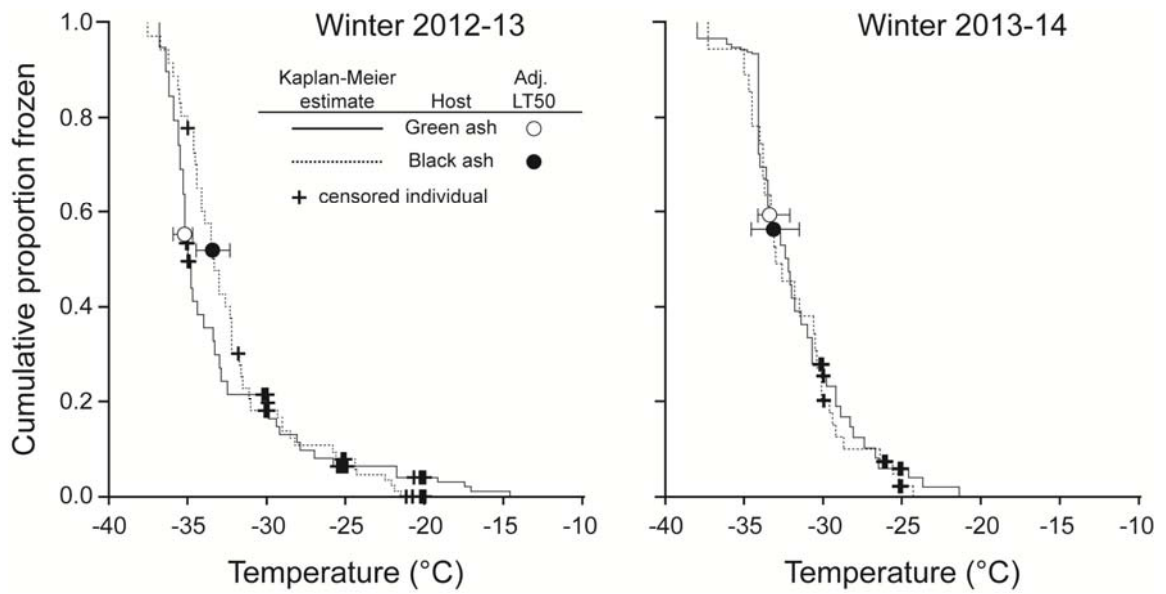 Winter 2012-13
Winter 2013-14
Cumulative proportion frozen
1.0
0.8
0.6
0.4
0.2
0.0
Kaplan-Meier estimate
Host
Adj. LT50
Green ash
Black ash
censored individual
-40 -35 -30 -25 -20 -15 -10
-40 -35 -30 -25 -20 -15 -10
Temperature (°C)
Temperature (°C)